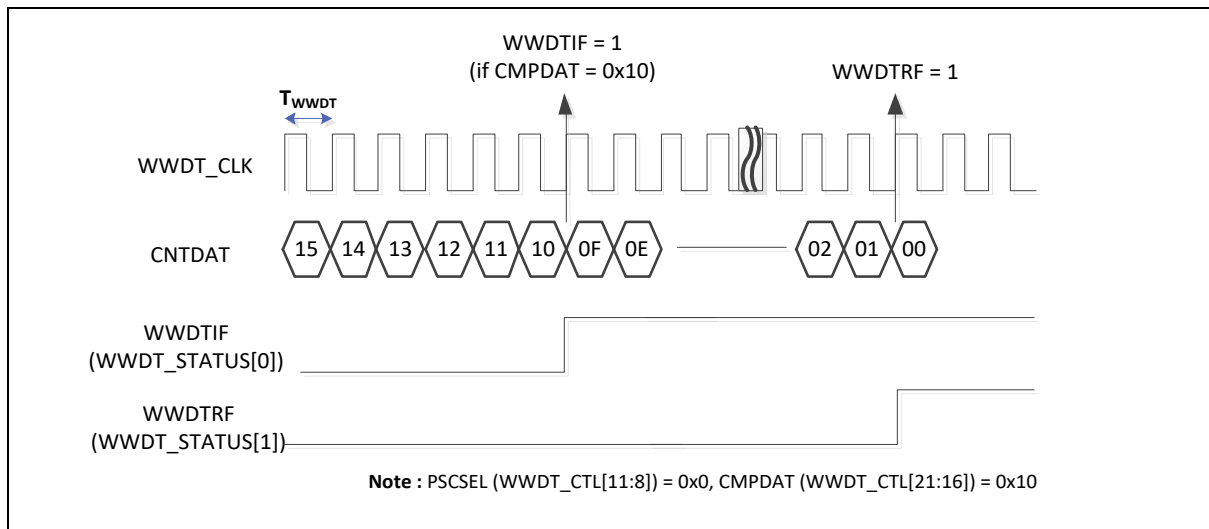 WWDTIF = 1
(if CMPDAT = 0x10)
WWDTRF = 1
TWWDT
WWDT_CLK
CNTDAT
15 14 13 12 11 10 0F 0E 02 01 00
WWDTIF
(WWDT_STATUS[0])
WWDTRF
(WWDT_STATUS[1])
Note : PSCSEL (WWDT_CTL[11:8]) = 0x0, CMPDAT (WWDT_CTL[21:16]) = 0x10